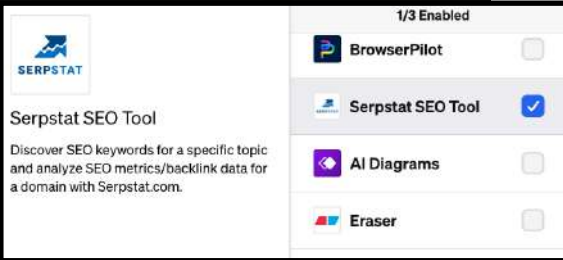 SERPSTAT
Serpstat SEO Tool
Discover SEO keywords for a specific topic
and analyze SEO metrics/backlink data for
a domain with Serpstat.com.
1/3 Enabled
BrowserPilot
Serpstat SEO Tool
AI Diagrams
Eraser